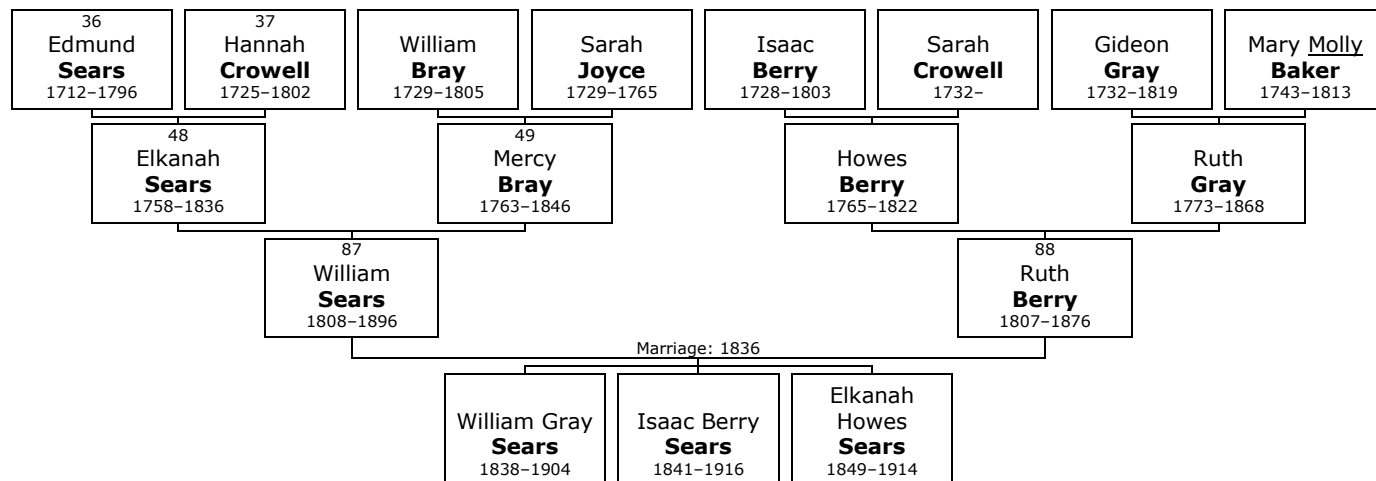 36
Edmund
Sears
1712–1796
37
Hannah
Crowell
1725–1802
William
Bray
1729–1805
Sarah
Joyce
1729–1765
Isaac
Berry
1728–1803
Sarah
Crowell
1732–
Gideon
Gray
1732–1819
Mary Molly
Baker
1743–1813
48
Elkanah
Sears
1758–1836
49
Mercy
Bray
1763–1846
Howes
Berry
1765–1822
Ruth
Gray
1773–1868
87
William
Sears
1808–1896
88
Ruth
Berry
1807–1876
Marriage: 1836
William Gray
Sears
1838–1904
Isaac Berry
Sears
1841–1916
Elkanah
Howes
Sears
1849–1914